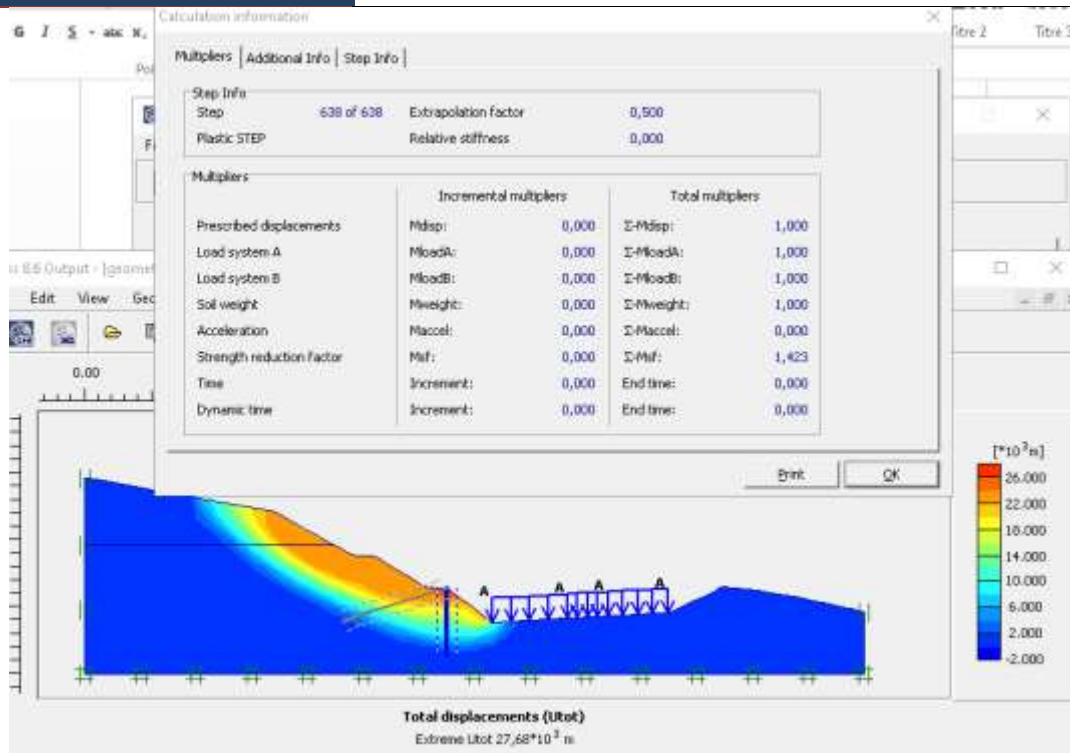 Calculation information
G I S abc
Titre 2 Titre 3
Multipliers Additional Info Step Info
Step Info
Step 638 of 638 Extrapolation factor 0,500
Plastic STEP Relative stiffness 0,000
Multipliers
Incremental multipliers Total multipliers
Prescribed displacements Mdisp: 0,000 Σ-Mdisp: 1,000
Load system A MloadA: 0,000 Σ-MloadA: 1,000
Load system B MloadB: 0,000 Σ-MloadB: 1,000
Soil weight Mweight: 0,000 Σ-Mweight: 1,000
Acceleration Maccel: 0,000 Σ-Maccel: 0,000
Strength reduction factor Msf: 0,000 Σ-Msf: 1,423
Time Increment: 0,000 End time: 0,000
Dynamic time Increment: 0,000 End time: 0,000
Print OK
8.6 Output - [geomet
Edit View Geo
0.00
[*10³m]
26.000
22.000
18.000
14.000
10.000
6.000
2.000
-2.000
A A A A
Total displacements (Utot)
Extreme Utot 27,68*10³ m